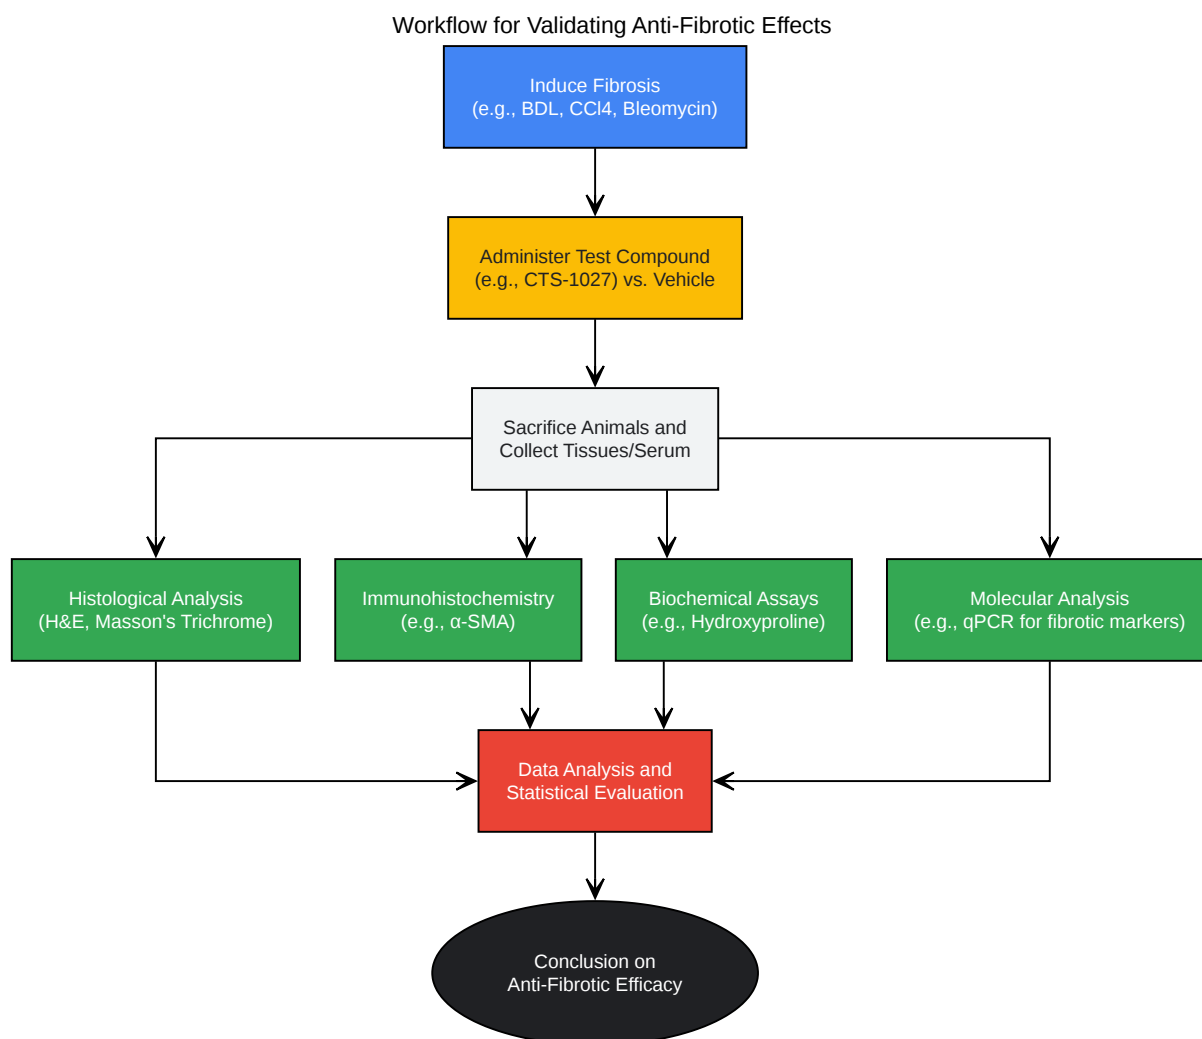 Workflow for Validating Anti-Fibrotic Effects
Induce Fibrosis
(e.g., BDL, CCl4, Bleomycin)
Administer Test Compound
(e.g., CTS-1027) vs. Vehicle
Sacrifice Animals and
Collect Tissues/Serum
Histological Analysis
(H&E, Masson's Trichrome)
Immunohistochemistry
(e.g., α-SMA)
Biochemical Assays
(e.g., Hydroxyproline)
Molecular Analysis
(e.g., qPCR for fibrotic markers)
Data Analysis and
Statistical Evaluation
Conclusion on
Anti-Fibrotic Efficacy